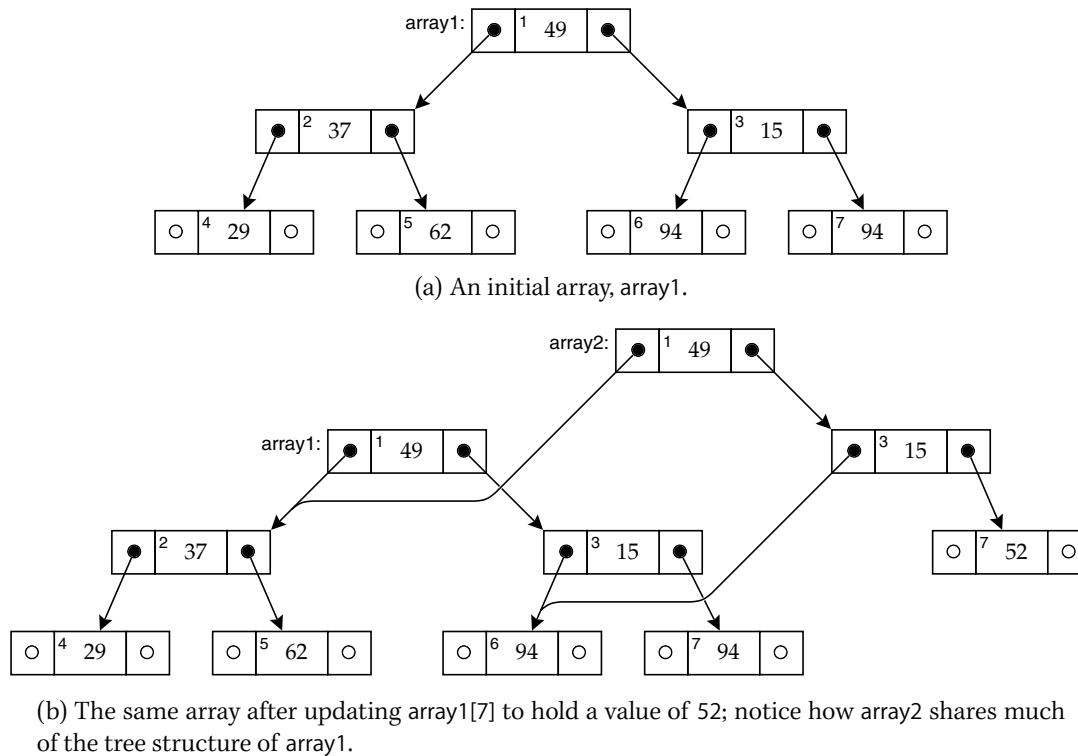 array1: 1 49
2 37 3 15
4 29 5 62 6 94 7 94
(a) An initial array, array1.
array2: 1 49
array1: 1 49 3 15
2 37 3 15 7 52
4 29 5 62 6 94 7 94
(b) The same array after updating array1[7] to hold a value of 52; notice how array2 shares much
of the tree structure of array1.